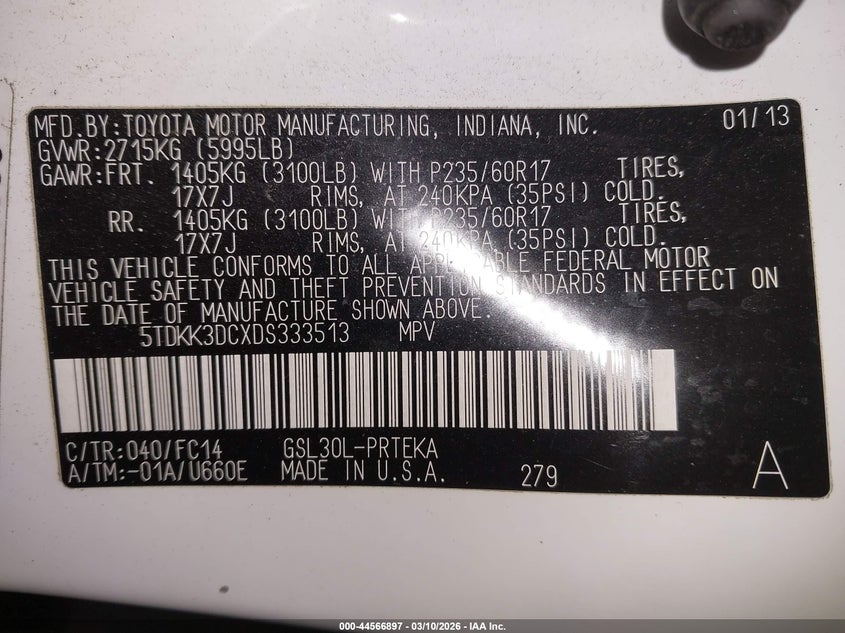 MFD.BY:TOYOTA MOTOR MANUFACTURING, INDIANA, INC. 01/13
GVWR:2715KG (5995LB)
GAWR:FRT. 1405KG (3100LB) WITH P235/60R17 TIRES,
17X7J RIMS, AT 240KPA (35PSI) COLD.
RR. 1405KG (3100LB) WITH P235/60R17 TIRES,
17X7J RIMS, AT 240KPA (35PSI) COLD.
THIS VEHICLE CONFORMS TO ALL APPLICABLE FEDERAL MOTOR
VEHICLE SAFETY AND THEFT PREVENTION STANDARDS IN EFFECT ON
THE DATE OF MANUFACTURE SHOWN ABOVE.
5TDKK3DCXDS333513 MPV
C/TR:040/FC14 GSL30L-PRTEKA
A/TM:-01A/U660E MADE IN U.S.A. 279 A
000-44566897 - 03/10/2026 - IAA Inc.